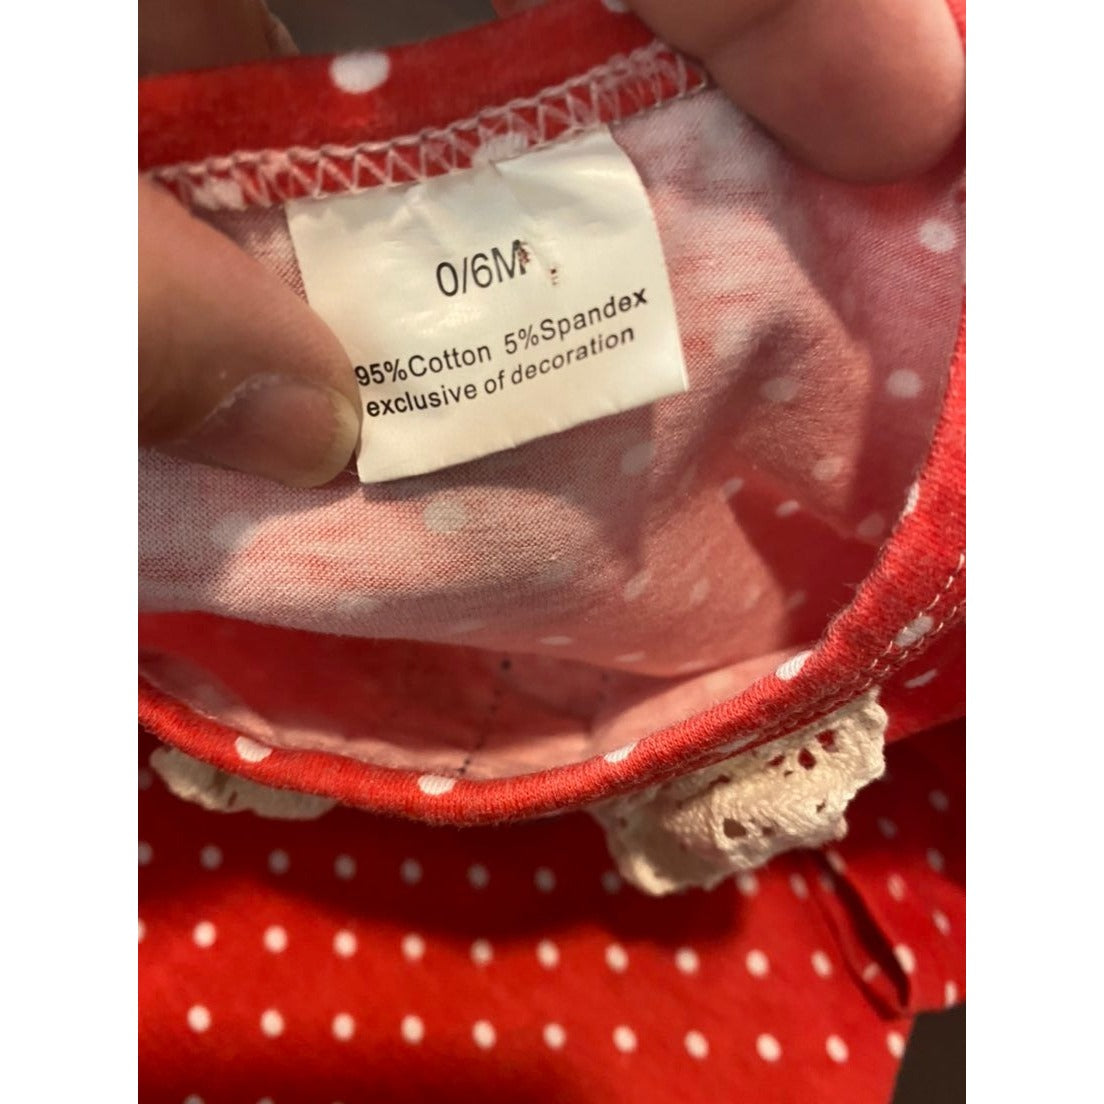 0/6M
95%Cotton 5%Spandex
exclusive of decoration